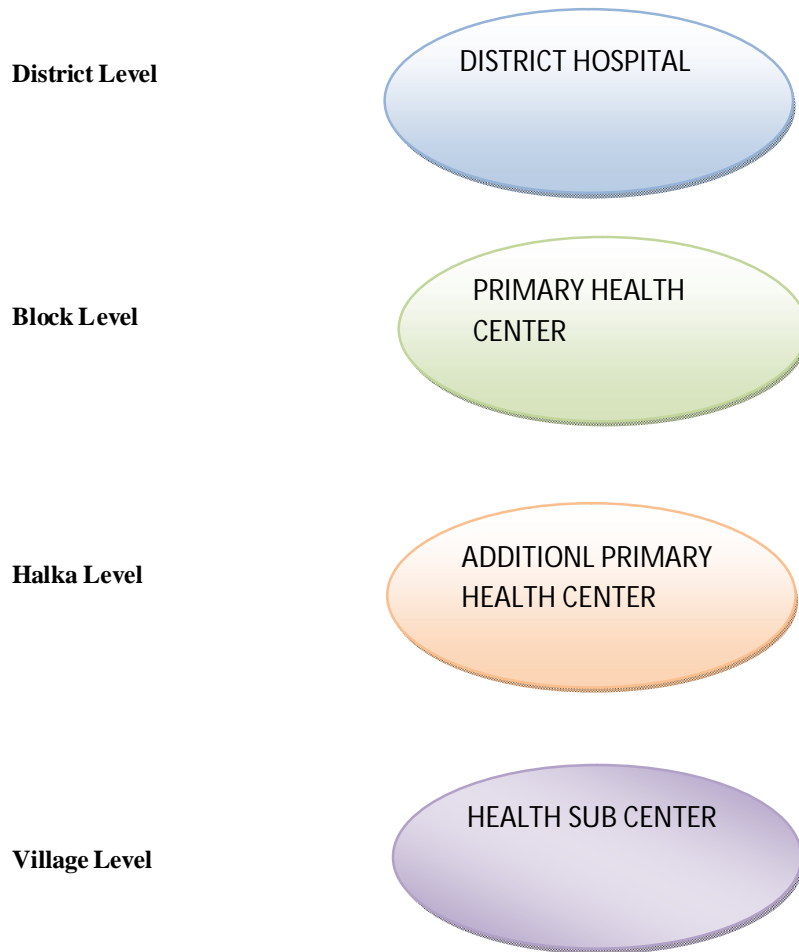 District Level
DISTRICT HOSPITAL
Block Level
PRIMARY HEALTH
CENTER
Halka Level
ADDITIONL PRIMARY
HEALTH CENTER
Village Level
HEALTH SUB CENTER